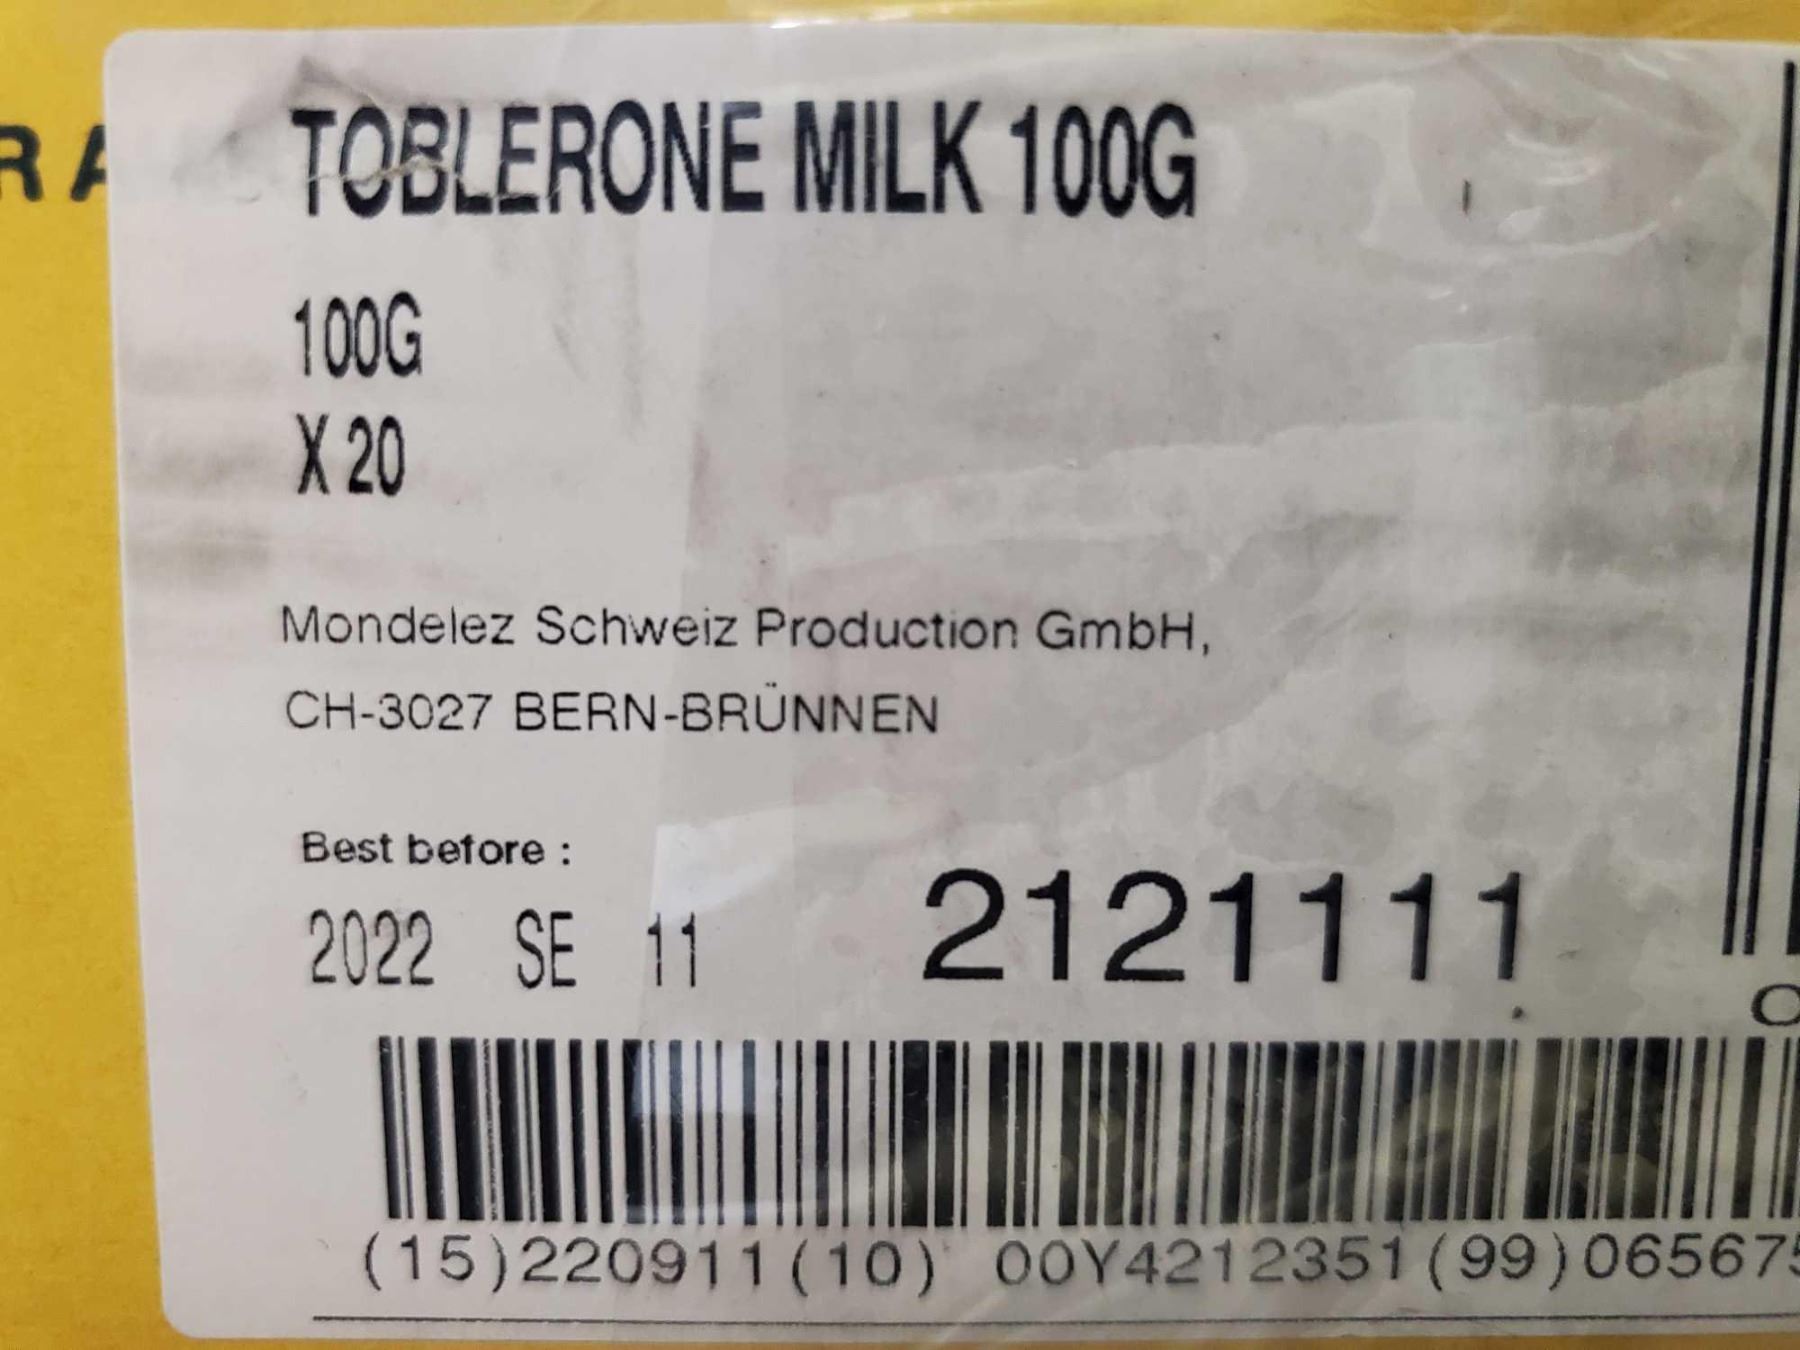 RA
TOBLERONE MILK 100G
100G
X 20
Mondelez Schweiz Production GmbH,
CH-3027 BERN-BRÜNNEN
Best before :
2022 SE 11
2121111
(15)220911(10) 00Y4212351(99)06567